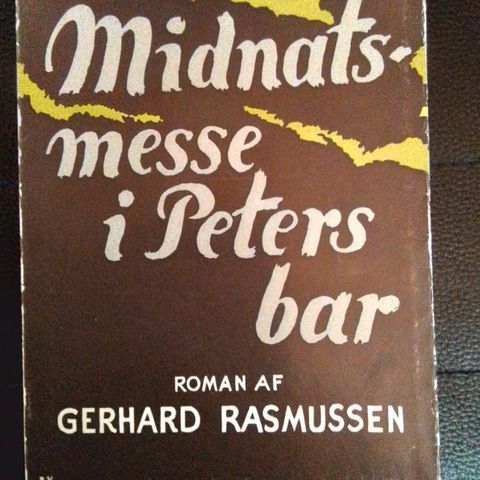 Midnats-
messe
i Peters
bar
ROMAN AF
GERHARD RASMUSSEN